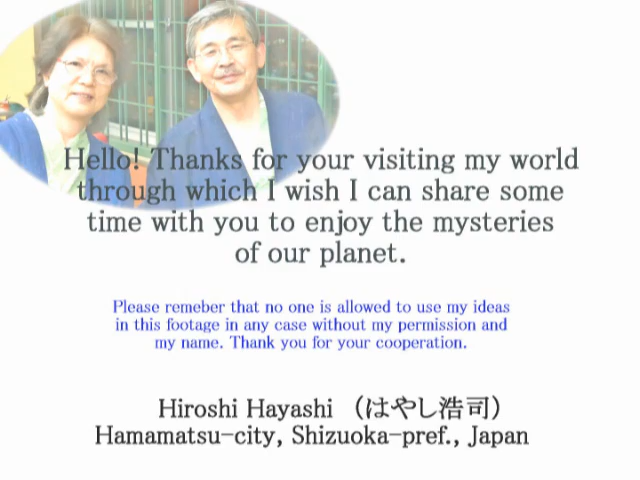 Hello! Thanks for your visiting my world
through which I wish I can share some
time with you to enjoy the mysteries
of our planet.
Please remeber that no one is allowed to use my ideas
in this footage in any case without my permission and
my name. Thank you for your cooperation.
Hiroshi Hayashi （はやし浩司）
Hamamatsu-city, Shizuoka-pref., Japan